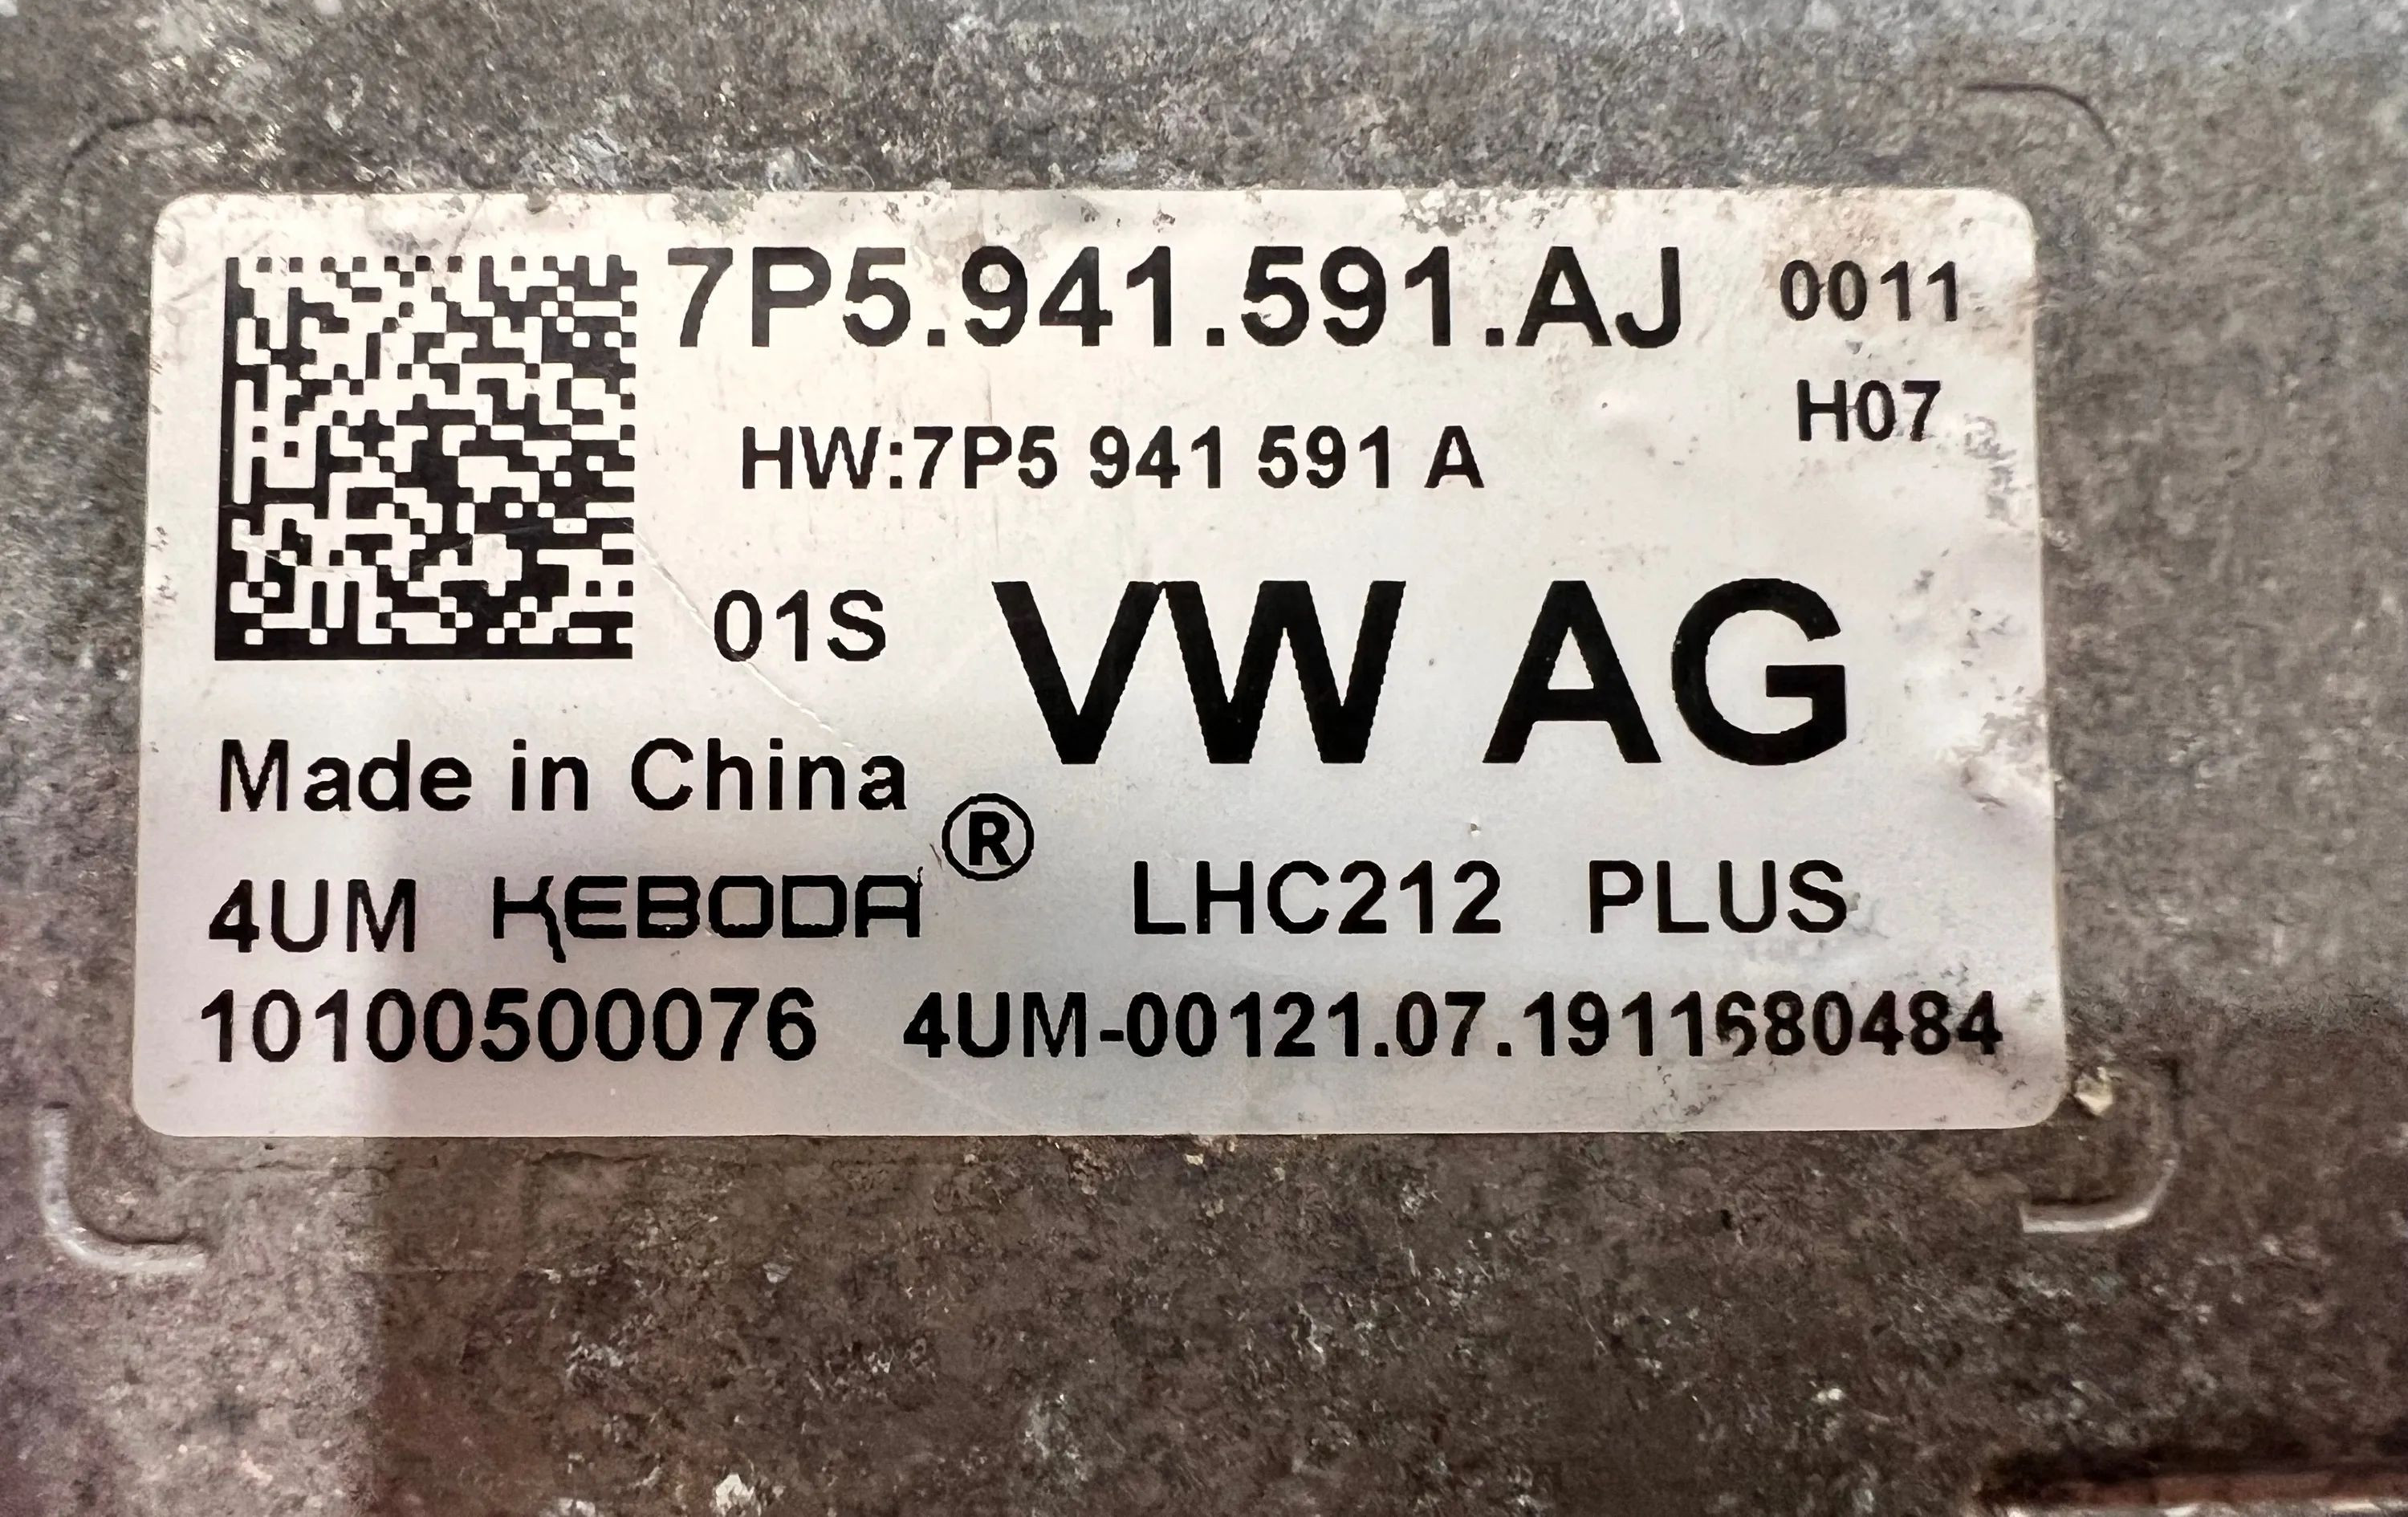 7P5.941.591.AJ 0011
HW:7P5 941 591 A H07
01S VW AG
Made in China
4UM KEBODA® LHC212 PLUS
10100500076 4UM-00121.07.1911680484